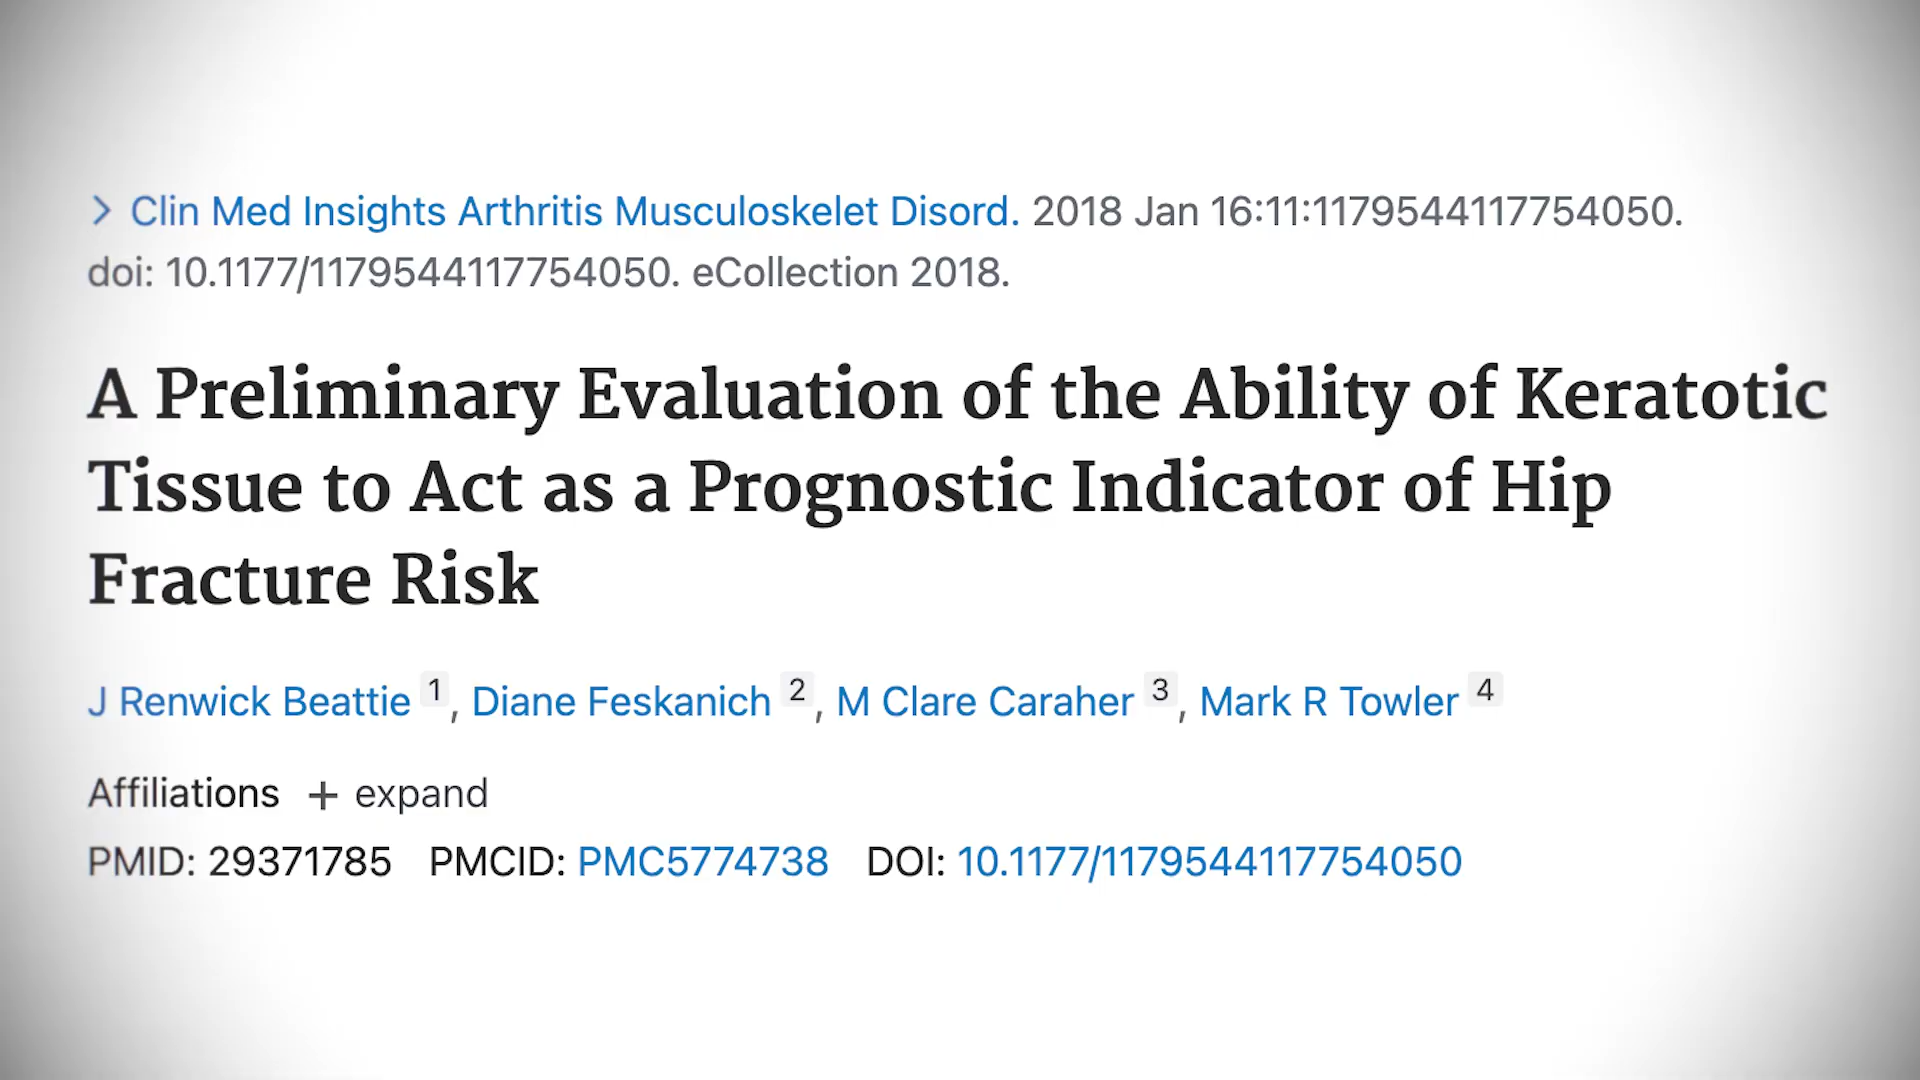 > Clin Med Insights Arthritis Musculoskelet Disord. 2018 Jan 16:11:1179544117754050.
doi: 10.1177/1179544117754050. eCollection 2018.
A Preliminary Evaluation of the Ability of Keratotic
Tissue to Act as a Prognostic Indicator of Hip
Fracture Risk
J Renwick Beattie 1, Diane Feskanich 2, M Clare Caraher 3, Mark R Towler 4
Affiliations + expand
PMID: 29371785 PMCID: PMC5774738 DOI: 10.1177/1179544117754050